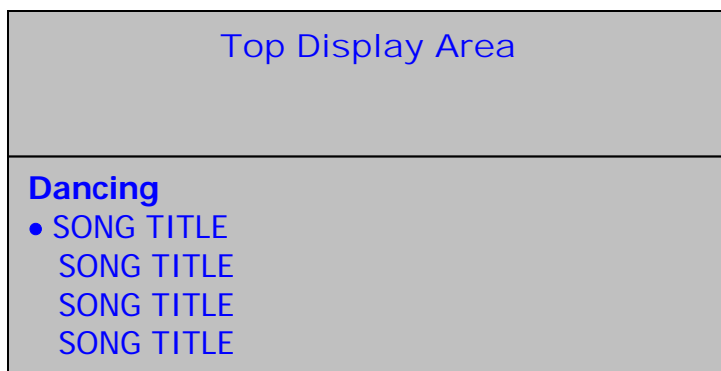 Top Display Area
Dancing
• SONG TITLE
SONG TITLE
SONG TITLE
SONG TITLE